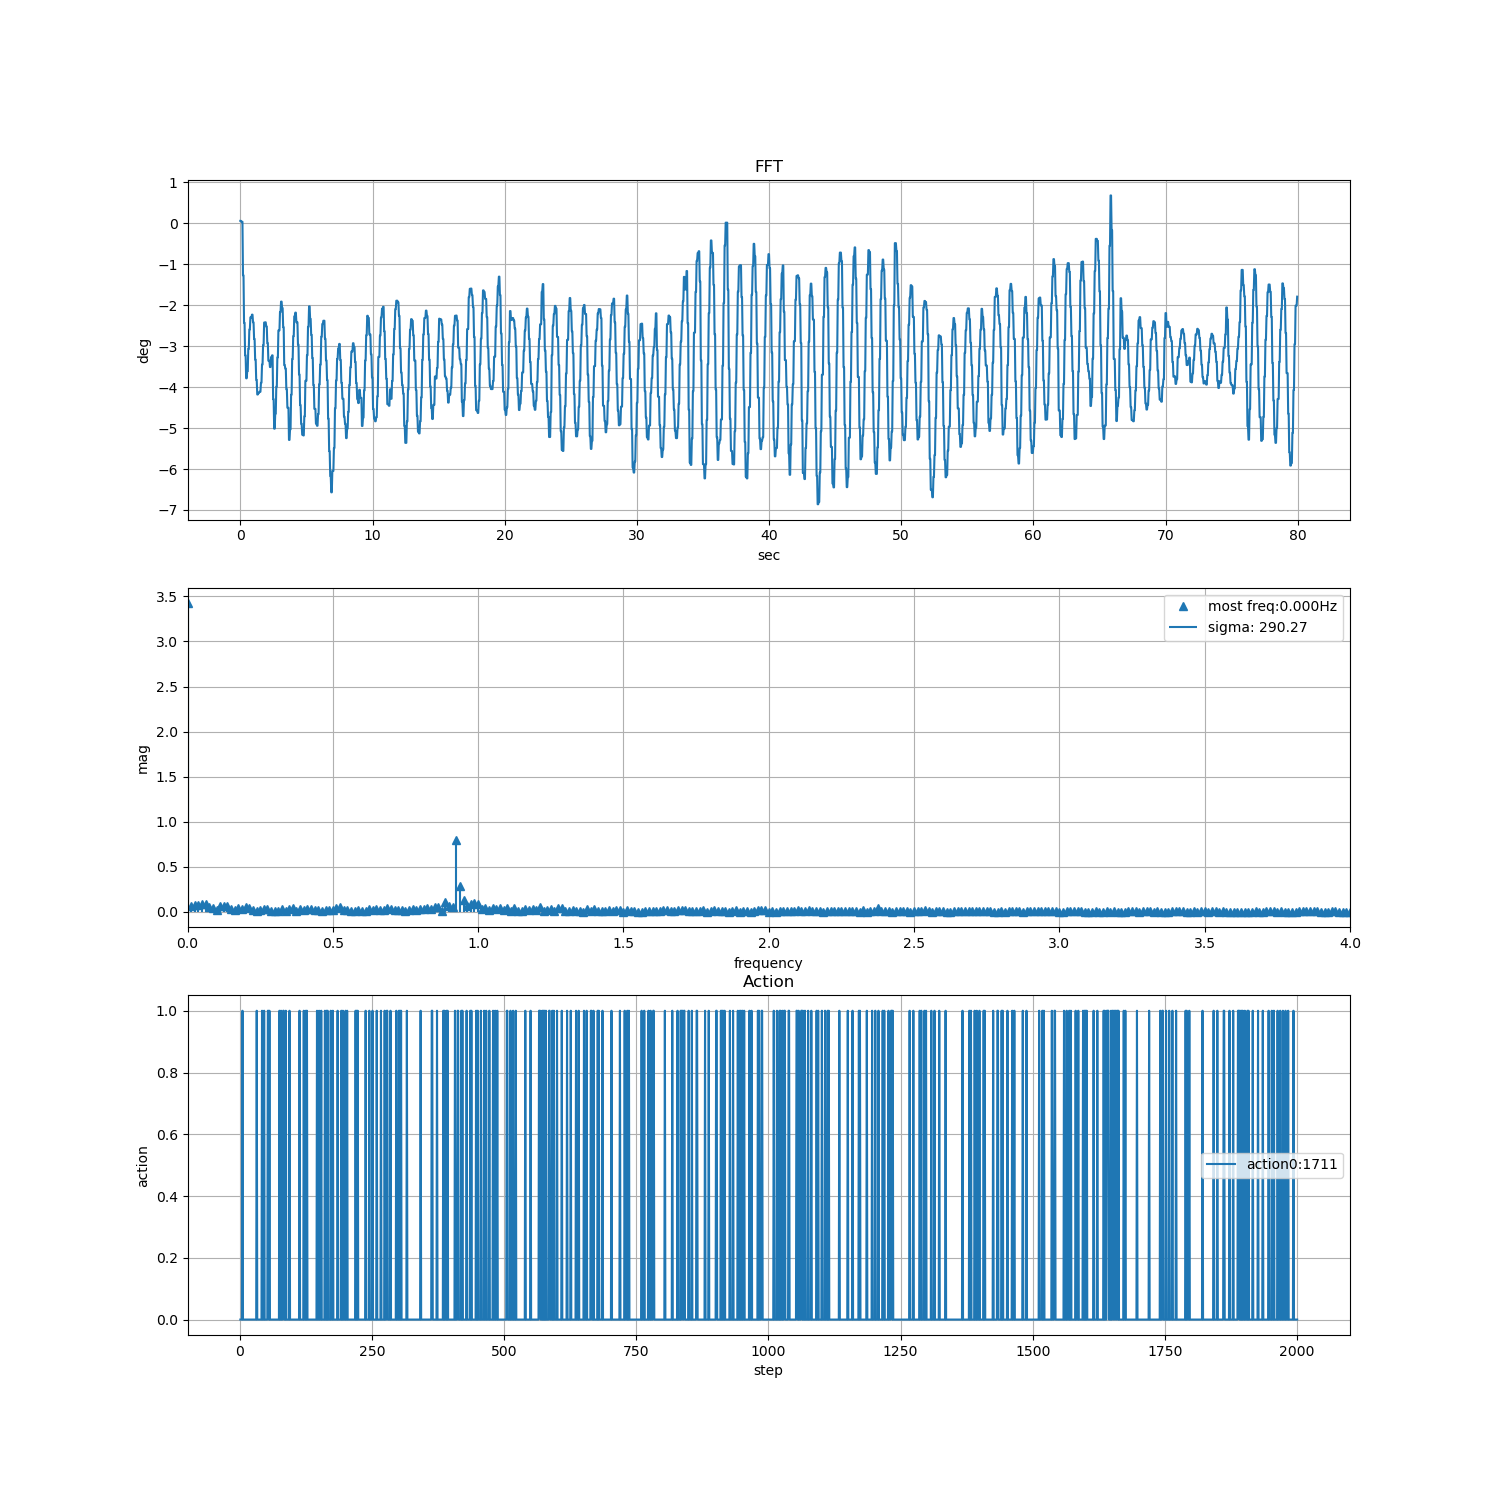 FFT
1
0
−1
−2
−3
−4
−5
−6
−7
deg
0 10 20 30 40 50 60 70 80
sec
3.5
3.0
2.5
2.0
1.5
1.0
0.5
0.0
mag
most freq:0.000Hz
sigma: 290.27
0.0 0.5 1.0 1.5 2.0 2.5 3.0 3.5 4.0
frequency
Action
1.0
0.8
0.6
0.4
0.2
0.0
action
action0:1711
0 250 500 750 1000 1250 1500 1750 2000
step